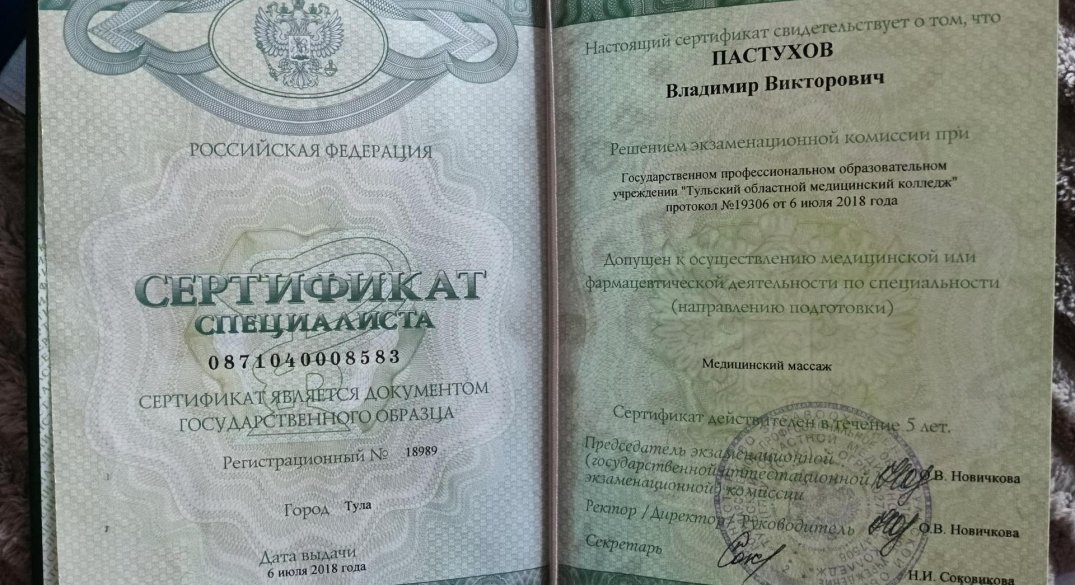 РОССИЙСКАЯ ФЕДЕРАЦИЯ
СЕРТИФИКАТ
СПЕЦИАЛИСТА
0871040008583
СЕРТИФИКАТ ЯВЛЯЕТСЯ ДОКУМЕНТОМ
ГОСУДАРСТВЕННОГО ОБРАЗЦА
Регистрационный № 18989
Город Тула
Дата выдачи
6 июля 2018 года
Настоящий сертификат свидетельствует о том, что
ПАСТУХОВ
Владимир Викторович
Решением экзаменационной комиссии при
Государственном профессиональном образовательном
учреждении "Тульский областной медицинский колледж"
протокол №19306 от 6 июля 2018 года
Допущен к осуществлению медицинской или
фармацевтической деятельности по специальности
(направлению подготовки)
Медицинский массаж
Сертификат действителен в течение 5 лет.
Председатель экзаменационной
(государственной аттестационной О.В. Новичкова
экзаменационной) комиссии
Ректор /Директор/ Руководитель О.В. Новичкова
Секретарь
Н.И. Соковикова